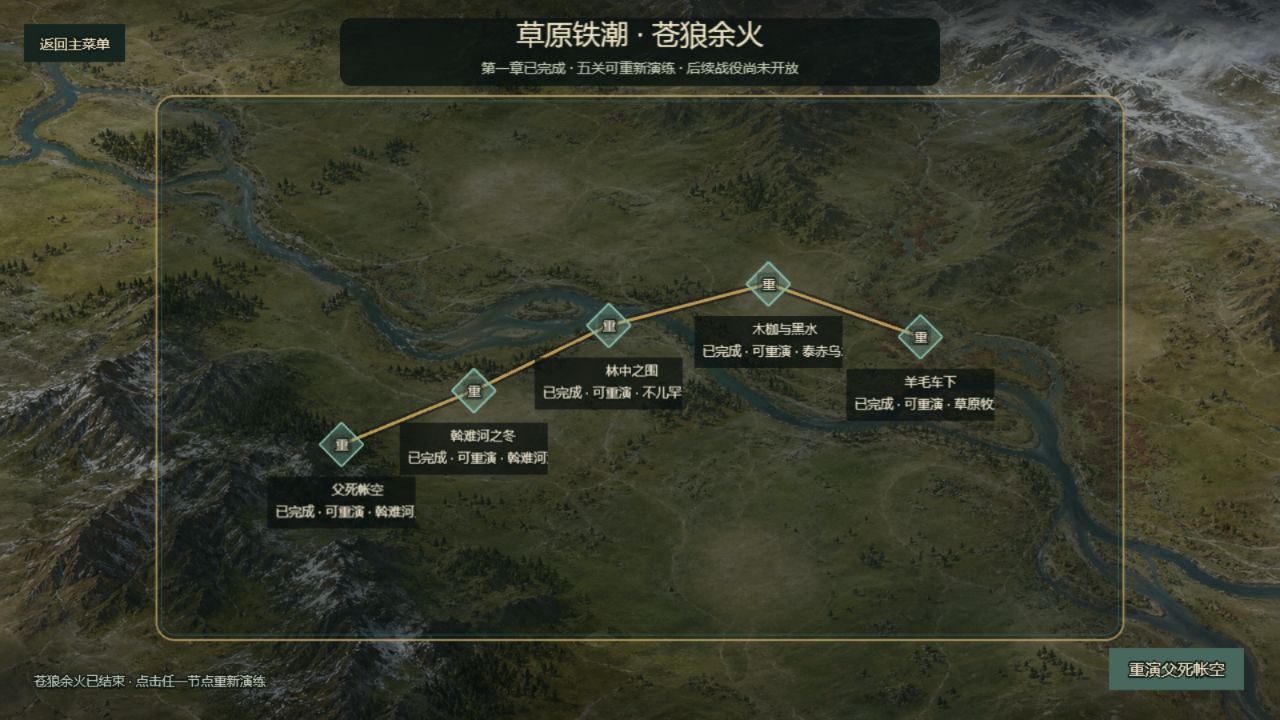 返回主菜单
草原铁潮 · 苍狼余火
第一章已完成 · 五关可重新演练 · 后续战役尚未开放
重
木枷与黑水
已完成 · 可重演 · 泰赤乌
重
林中之围
已完成 · 可重演 · 不儿罕
重
羊毛车下
已完成 · 可重演 · 草原牧
重
斡难河之冬
已完成 · 可重演 · 斡难河
重
父死帐空
已完成 · 可重演 · 斡难河
苍狼余火已结束 · 点击任一节点重新演练
重演父死帐空